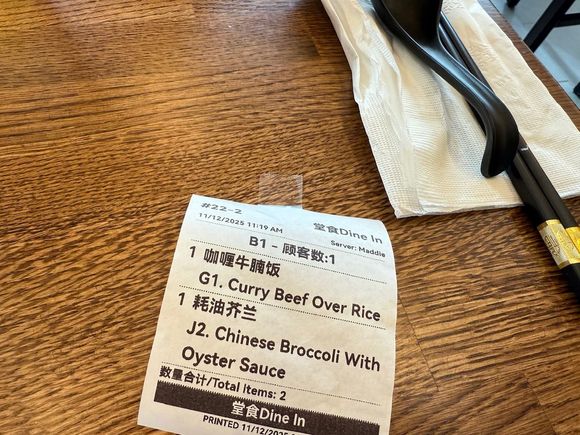 #22-2
堂食Dine In
11/12/2025 11:19 AM
Server: Maddie
B1 - 顾客数:1
1 咖喱牛腩饭
G1. Curry Beef Over Rice
1 耗油芥兰
J2. Chinese Broccoli With
Oyster Sauce
数量合计/Total Items: 2
堂食Dine In
PRINTED 11/12/2025